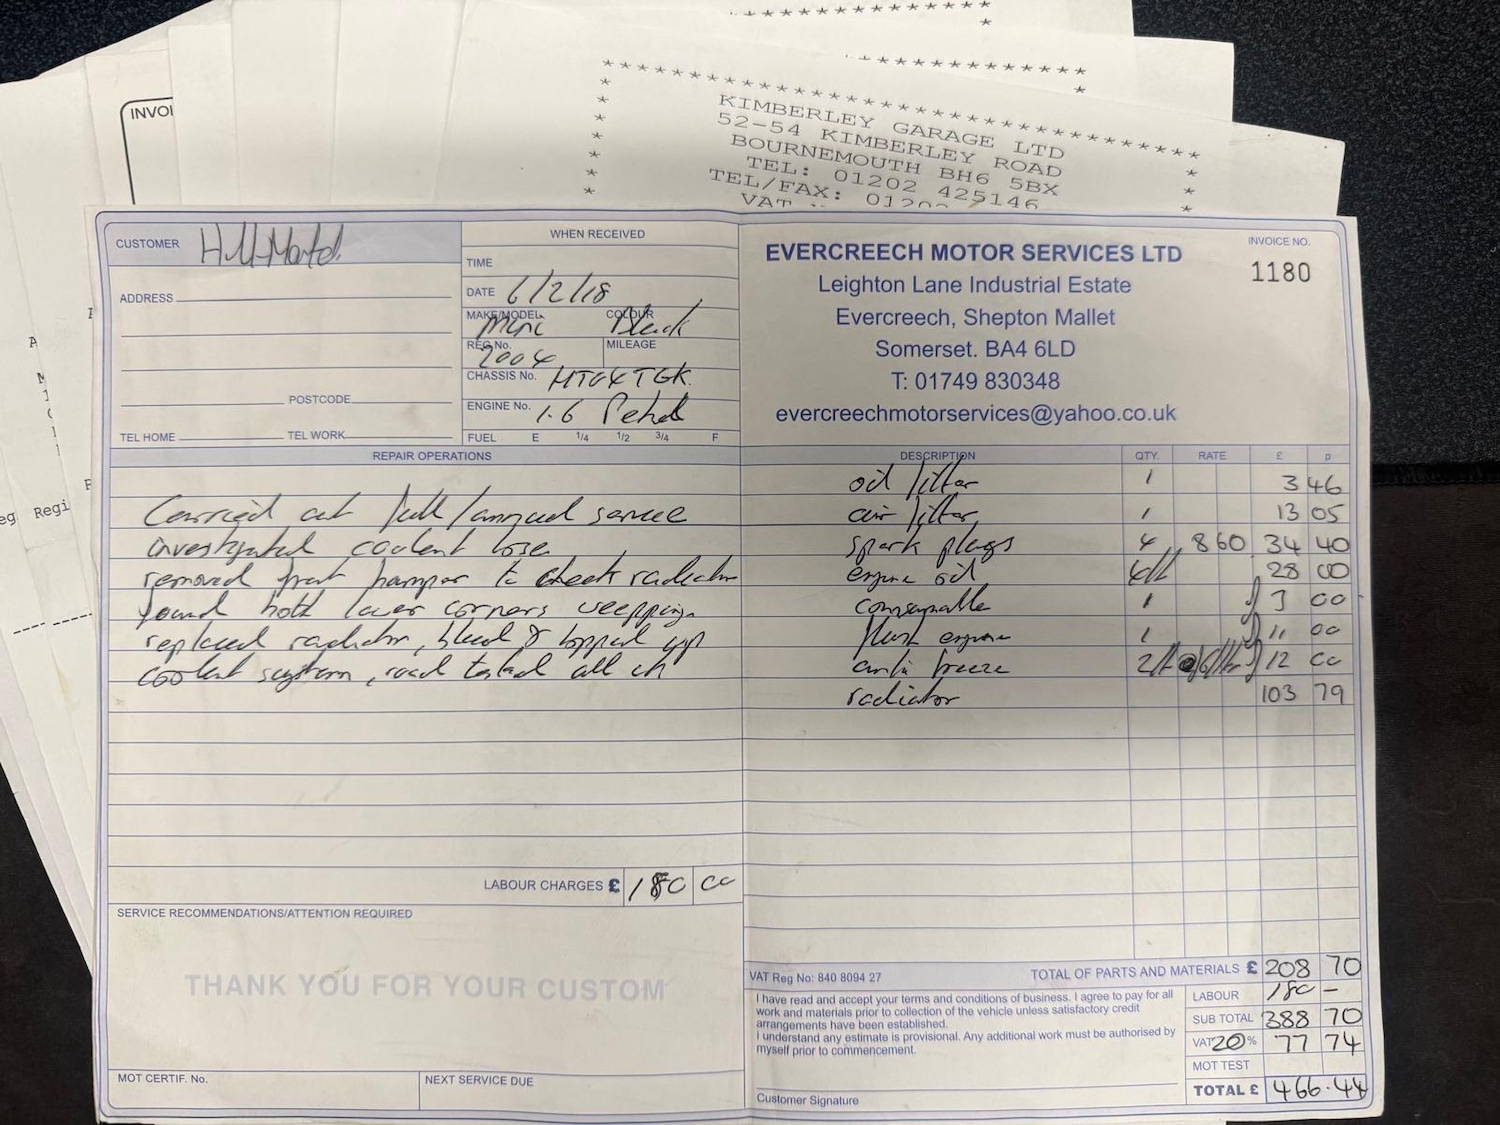 * * * * * * * * * * * * *
KIMBERLEY GARAGE LTD
52-54 KIMBERLEY ROAD
BOURNEMOUTH BH6 5BX
TEL: 01202 425146
TEL/FAX: 01202
VAT
INVOI
eg Regi
CUSTOMER
ADDRESS
POSTCODE
TEL HOME TEL WORK
WHEN RECEIVED
TIME
DATE 6/2/18
MAKE/MODEL Mini COLOUR Black
REG No. 2004 MILEAGE
CHASSIS No.
ENGINE No. 1.6 Petrol
FUEL E 1/4 1/2 3/4 F
EVERCREECH MOTOR SERVICES LTD
Leighton Lane Industrial Estate
Evercreech, Shepton Mallet
Somerset. BA4 6LD
T: 01749 830348
evercreechmotorservices@yahoo.co.uk
INVOICE NO.
1180
REPAIR OPERATIONS
Carried out full/annual service
investigated coolent lose
removed front bumper to check radiator
found both lower corners weepping
replaced radiator, bleed & topped up
coolent system, road tested all ok
LABOUR CHARGES £ 180 00
SERVICE RECOMMENDATIONS/ATTENTION REQUIRED
THANK YOU FOR YOUR CUSTOM
MOT CERTIF. No. NEXT SERVICE DUE
DESCRIPTION QTY. RATE £ p
oil filter 1 3 46
air filter 1 13 05
spark plugs 4 8 60 34 40
engine oil 28 00
consumable 1 3 00
flush engine 1 11 00
anti freeze 12 00
radiator 103 79
VAT Reg No: 840 8094 27 TOTAL OF PARTS AND MATERIALS £ 208 70
I have read and accept your terms and conditions of business. I agree to pay for all
work and materials prior to collection of the vehicle unless satisfactory credit
arrangements have been established.
I understand any estimate is provisional. Any additional work must be authorised by
myself prior to commencement.
Customer Signature
LABOUR 180 -
SUB TOTAL 388 70
VAT 20 % 77 74
MOT TEST
TOTAL £ 466.44